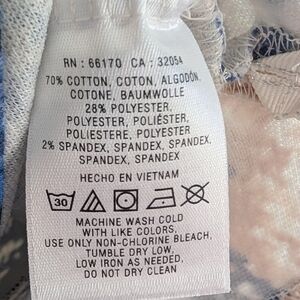 RN : 66170 CA : 32054
70% COTTON, COTON, ALGODÓN,
COTONE, BAUMWOLLE
28% POLYESTER,
POLYESTER, POLIÉSTER,
POLIESTERE, POLYESTER
2% SPANDEX, SPANDEX, SPANDEX,
SPANDEX, SPANDEX
HECHO EN VIETNAM
30
MACHINE WASH COLD
WITH LIKE COLORS,
USE ONLY NON-CHLORINE BLEACH,
TUMBLE DRY LOW,
LOW IRON AS NEEDED,
DO NOT DRY CLEAN